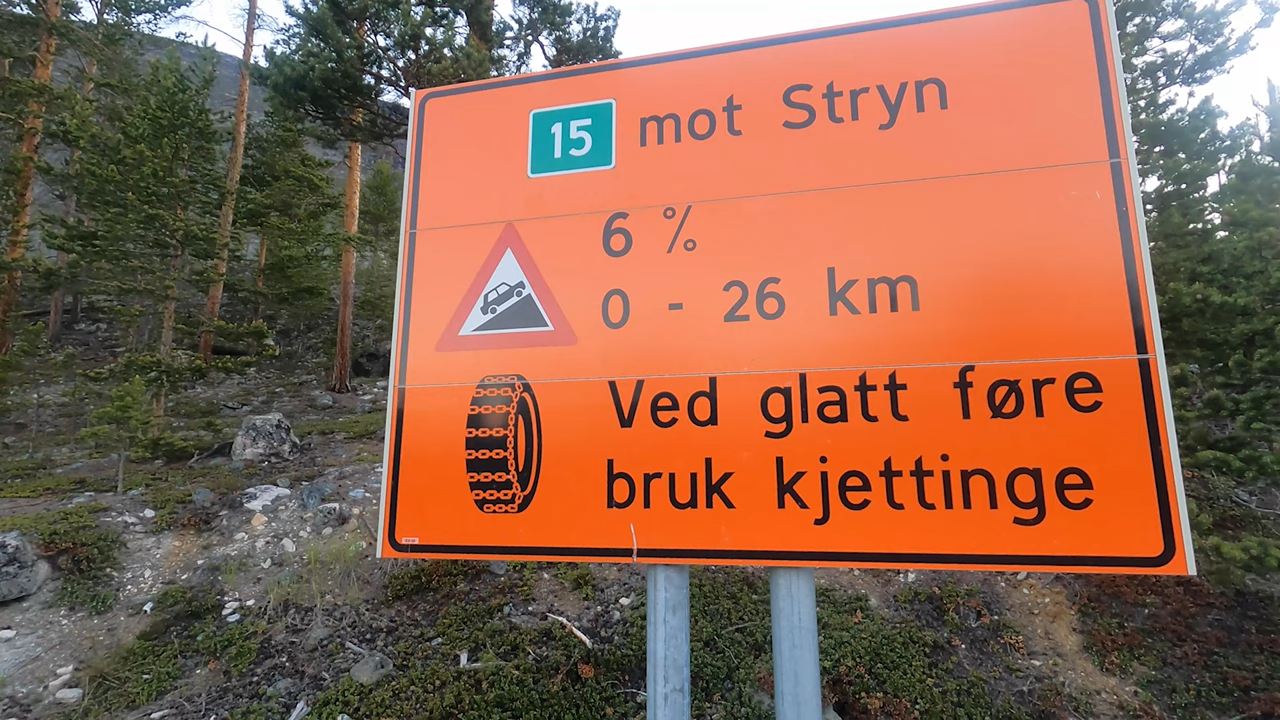 15 mot Stryn
6 %
0 - 26 km
Ved glatt føre
bruk kjettinge